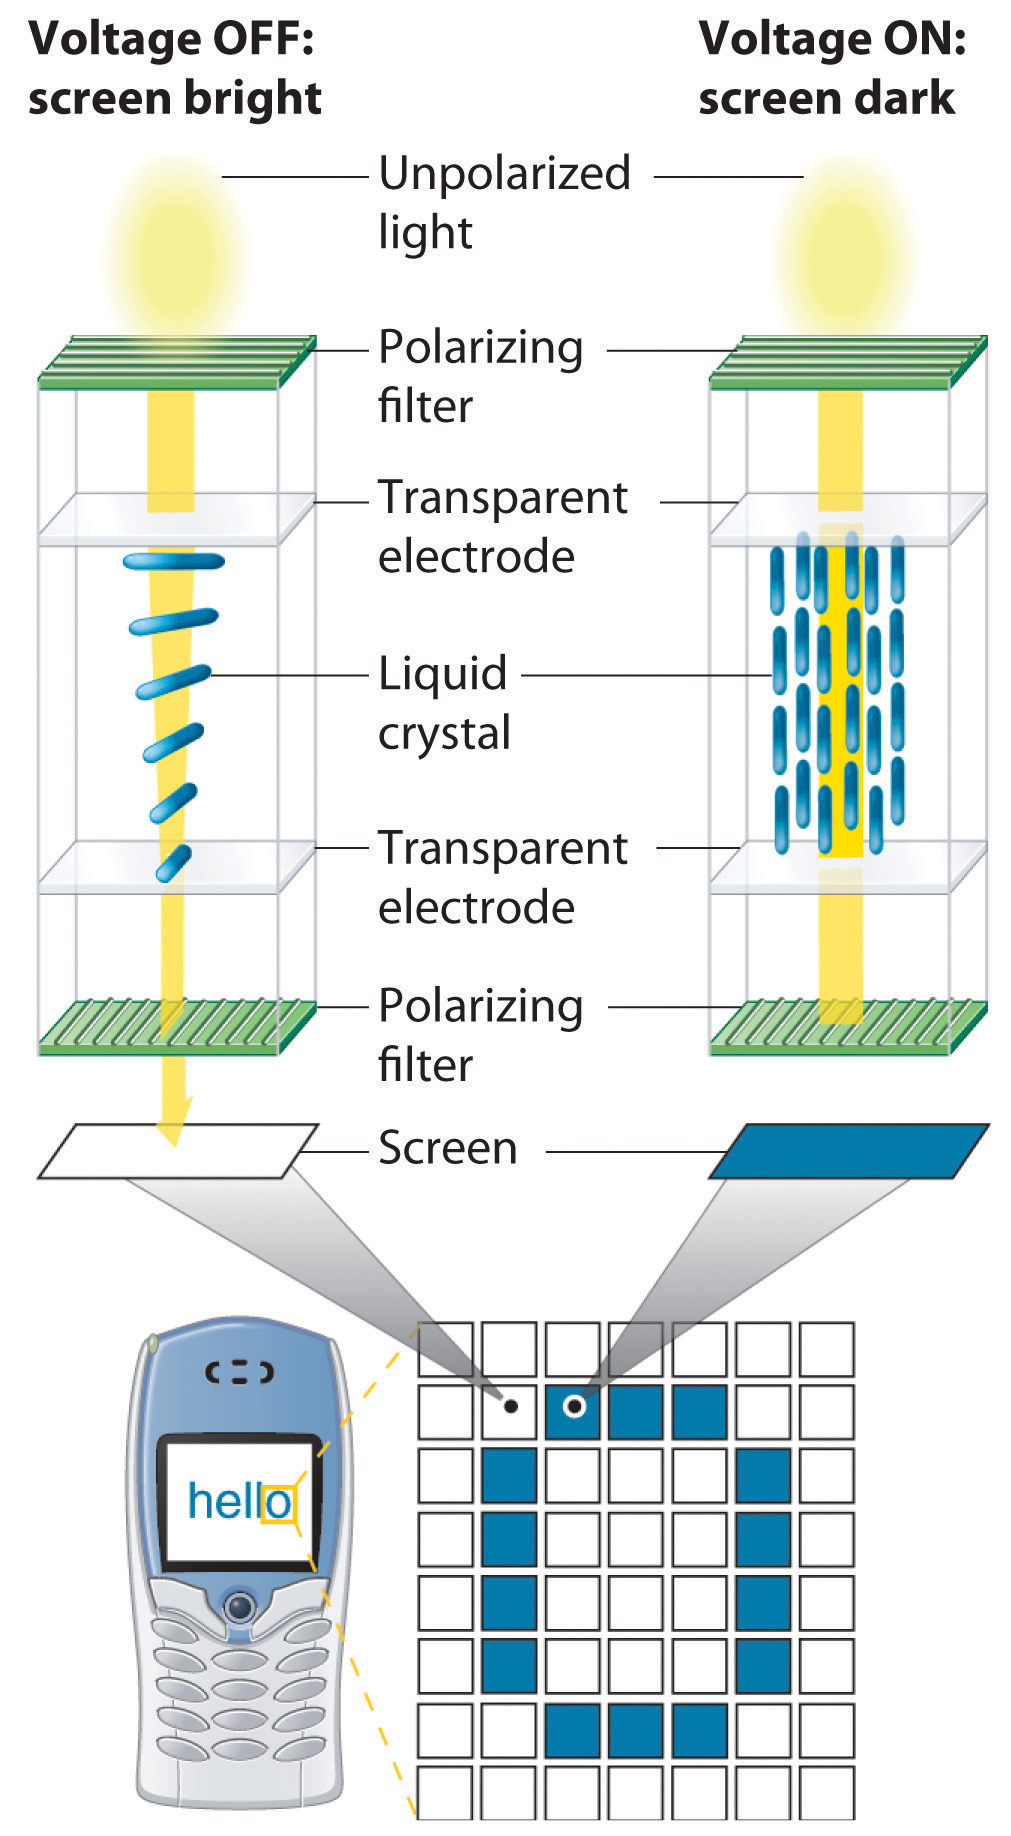 Voltage OFF:
screen bright
Voltage ON:
screen dark
Unpolarized
light
Polarizing
filter
Transparent
electrode
Liquid
crystal
Transparent
electrode
Polarizing
filter
Screen
hello